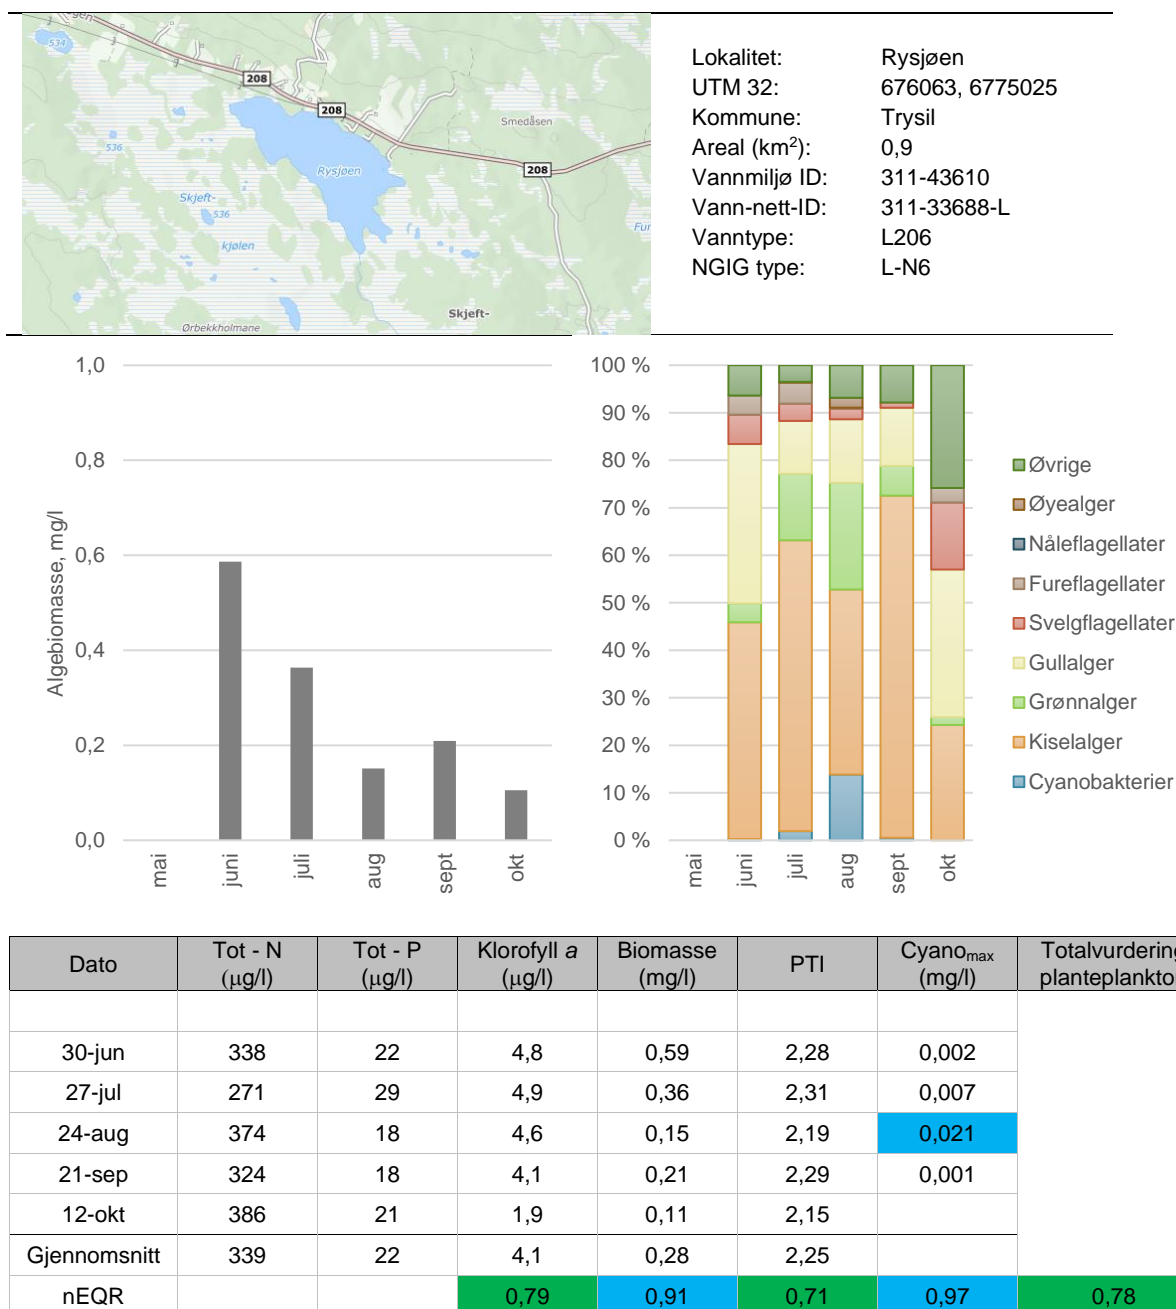 534
208
208
Smedåsen
536
Rysjøen
208
Skjeft-
536
kjølen
Fur
Skjeft-
Ørbekkholmane
Lokalitet: Rysjøen
UTM 32: 676063, 6775025
Kommune: Trysil
Areal (km²): 0,9
Vannmiljø ID: 311-43610
Vann-nett-ID: 311-33688-L
Vanntype: L206
NGIG type: L-N6
Algebiomasse, mg/l
1,0
0,8
0,6
0,4
0,2
0,0
mai juni juli aug sept okt
100 %
90 %
80 %
70 %
60 %
50 %
40 %
30 %
20 %
10 %
0 %
mai juni juli aug sept okt
Øvrige
Øyealger
Nåleflagellater
Fureflagellater
Svelgflagellater
Gullalger
Grønnalger
Kiselalger
Cyanobakterier
Dato Tot - N (µg/l) Tot - P (µg/l) Klorofyll a (µg/l) Biomasse (mg/l) PTI Cyanomax (mg/l) Totalvurdering planteplankto
30-jun 338 22 4,8 0,59 2,28 0,002
27-jul 271 29 4,9 0,36 2,31 0,007
24-aug 374 18 4,6 0,15 2,19 0,021
21-sep 324 18 4,1 0,21 2,29 0,001
12-okt 386 21 1,9 0,11 2,15
Gjennomsnitt 339 22 4,1 0,28 2,25
nEQR 0,79 0,91 0,71 0,97 0,78